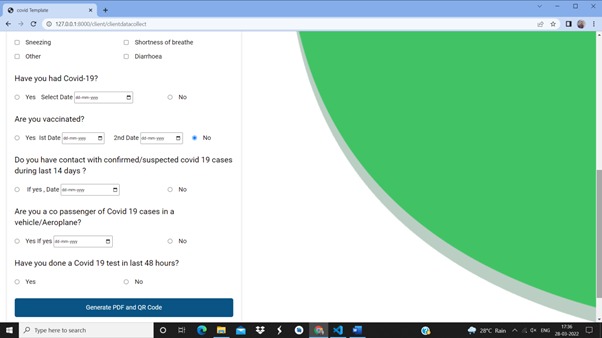 covid Template
127.0.0.1:6000/client/clientdatacollect
Sneezing Shortness of breathe
Other Diarrhoea
Have you had Covid-19?
Yes Select Date dd-mm-yyyy No
Are you vaccinated?
Yes Ist Date dd-mm-yyyy 2nd Date dd-mm-yyyy No
Do you have contact with confirmed/suspected covid 19 cases
during last 14 days ?
If yes , Date dd-mm-yyyy No
Are you a co passenger of Covid 19 cases in a
vehicle/Aeroplane?
Yes If yes dd-mm-yyyy No
Have you done a Covid 19 test in last 48 hours?
Yes No
Generate PDF and QR Code
Type here to search
28°C Rain ENG 17:36
28-03-2022